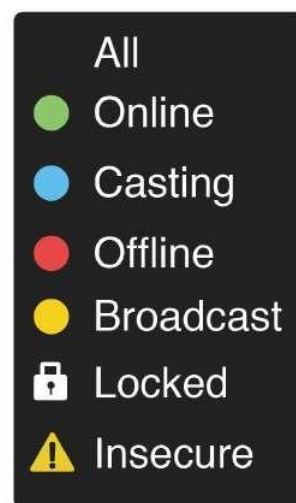 All
Online
Casting
Offline
Broadcast
Locked
Insecure